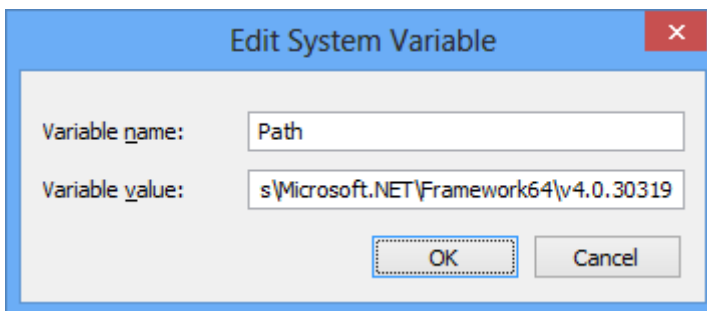 Edit System Variable
Variable name: Path
Variable value: s\Microsoft.NET\Framework64\v4.0.30319
OK Cancel